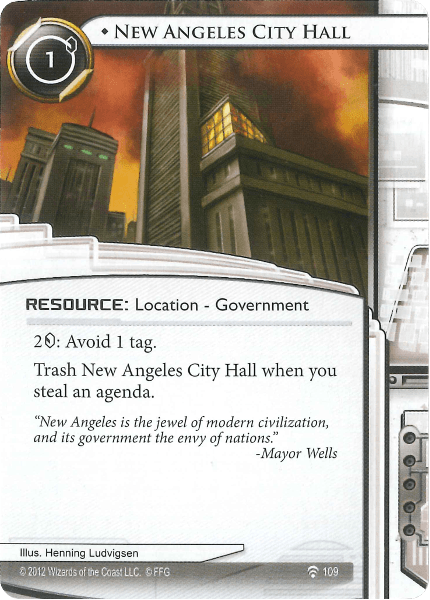 1
♦ NEW ANGELES CITY HALL
RESOURCE: Location - Government
2: Avoid 1 tag.
Trash New Angeles City Hall when you
steal an agenda.
“New Angeles is the jewel of modern civilization,
and its government the envy of nations.”
-Mayor Wells
Illus. Henning Ludvigsen
© 2012 Wizards of the Coast LLC. © FFG
109